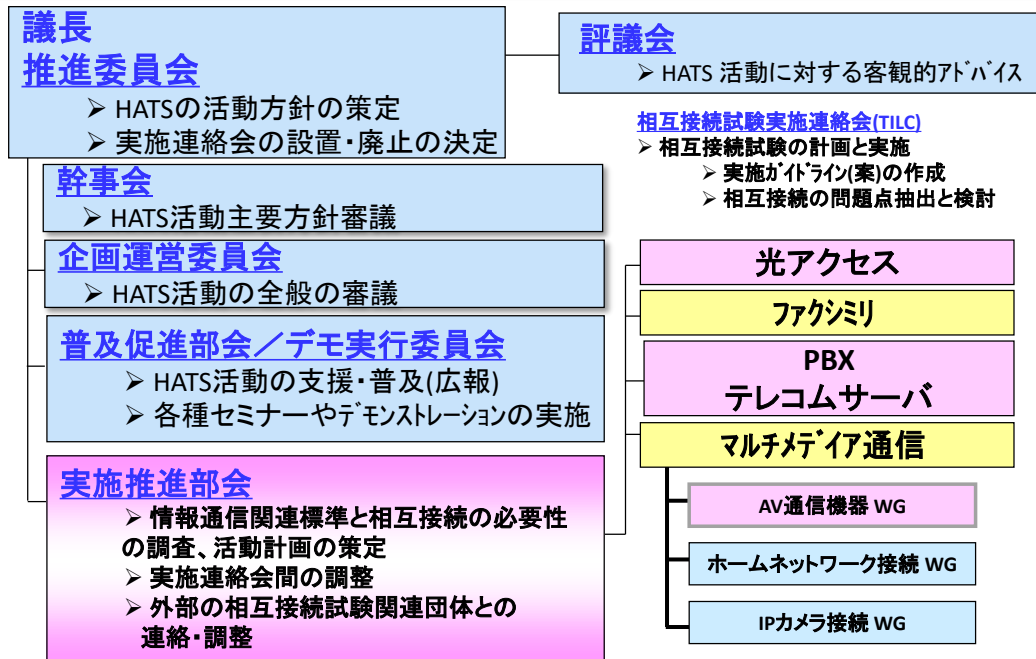 議長
推進委員会
➢ HATSの活動方針の策定
➢ 実施連絡会の設置・廃止の決定
評議会
➢ HATS 活動に対する客観的アドバイス
相互接続試験実施連絡会(TILC)
➢ 相互接続試験の計画と実施
➢ 実施ガイドライン(案)の作成
➢ 相互接続の問題点抽出と検討
幹事会
➢ HATS活動主要方針審議
企画運営委員会
➢ HATS活動の全般の審議
普及促進部会／デモ実行委員会
➢ HATS活動の支援・普及(広報)
➢ 各種セミナーやデモンストレーションの実施
実施推進部会
➢ 情報通信関連標準と相互接続の必要性
の調査、活動計画の策定
➢ 実施連絡会間の調整
➢ 外部の相互接続試験関連団体との
連絡・調整
光アクセス
ファクシミリ
PBX
テレコムサーバ
マルチメディア通信
AV通信機器 WG
ホームネットワーク接続 WG
IPカメラ接続 WG